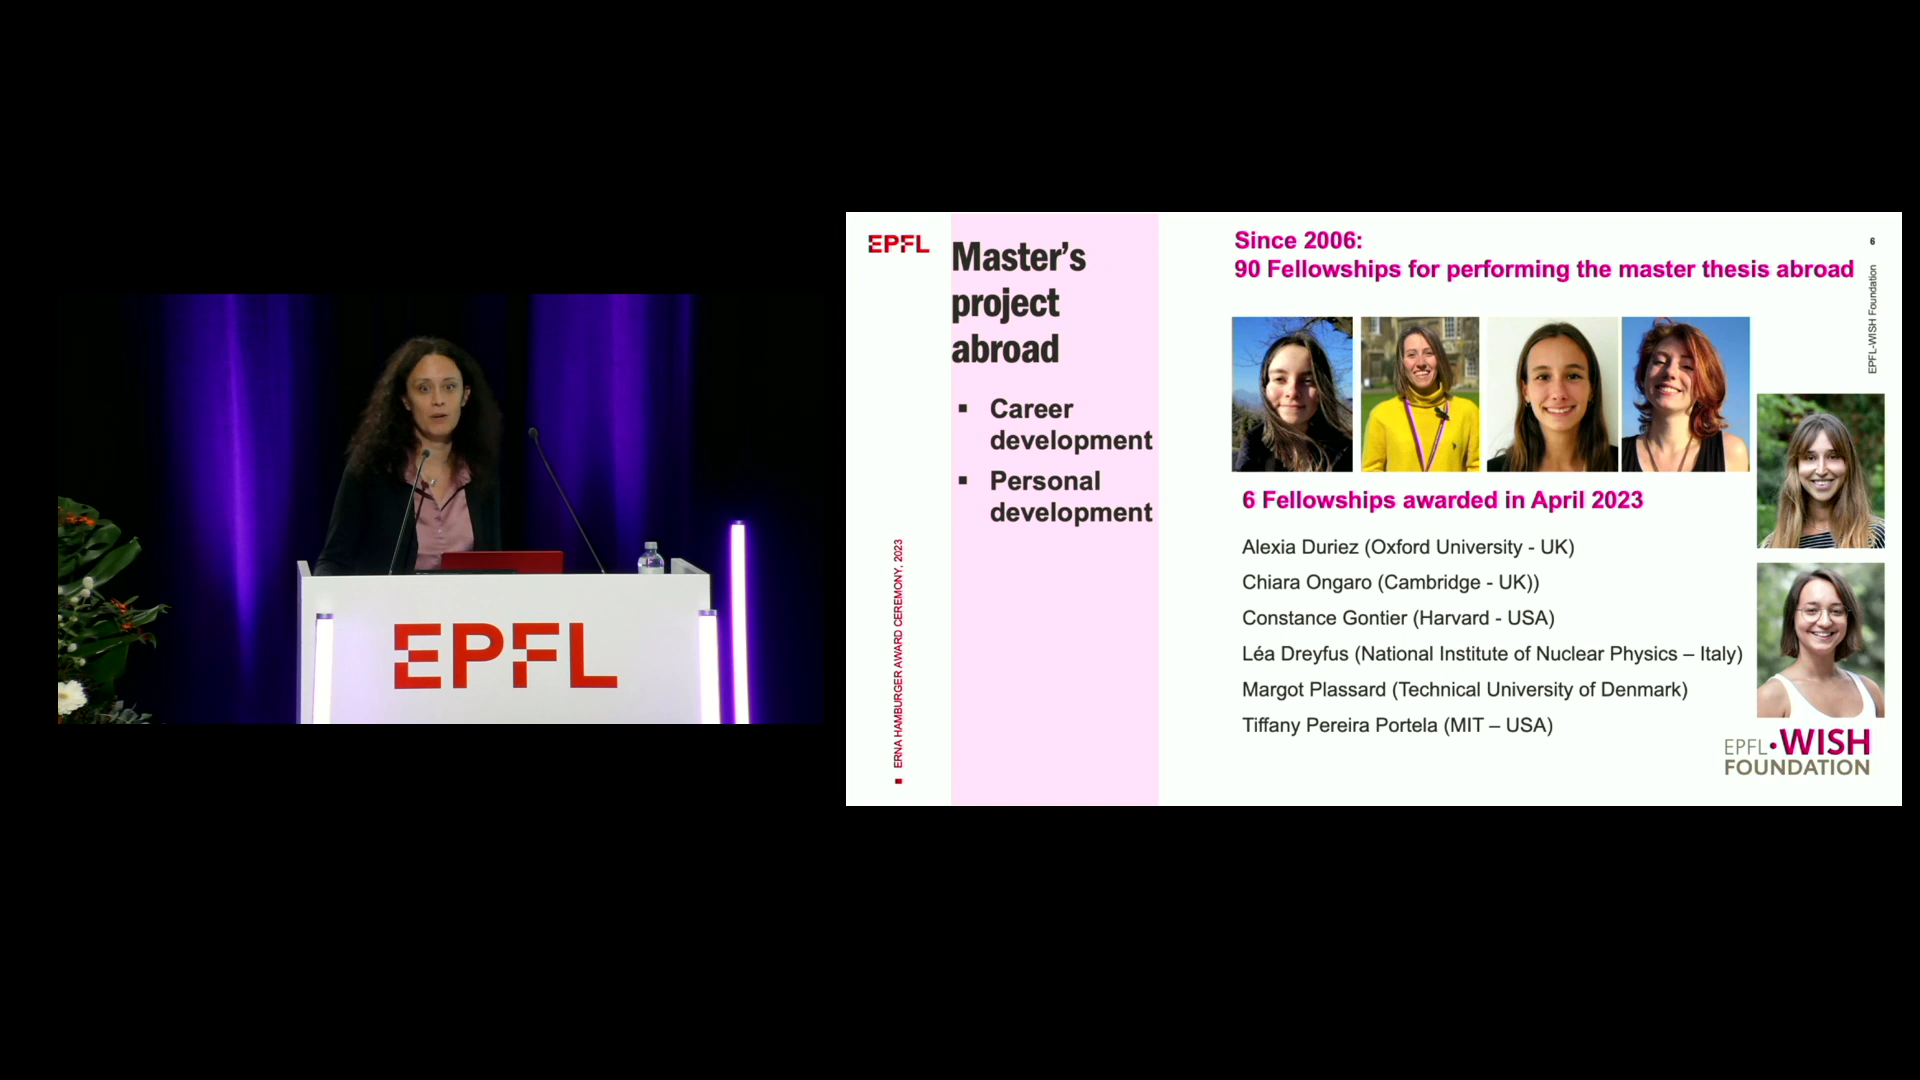 EPFL
EPFL
Master's
project
abroad
▪ Career
development
▪ Personal
development
ERNA HAMBURGER AWARD CEREMONY, 2023
Since 2006:
90 Fellowships for performing the master thesis abroad
6
EPFL-WISH Foundation
6 Fellowships awarded in April 2023
Alexia Duriez (Oxford University - UK)
Chiara Ongaro (Cambridge - UK))
Constance Gontier (Harvard - USA)
Léa Dreyfus (National Institute of Nuclear Physics – Italy)
Margot Plassard (Technical University of Denmark)
Tiffany Pereira Portela (MIT – USA)
EPFL•WISH
FOUNDATION